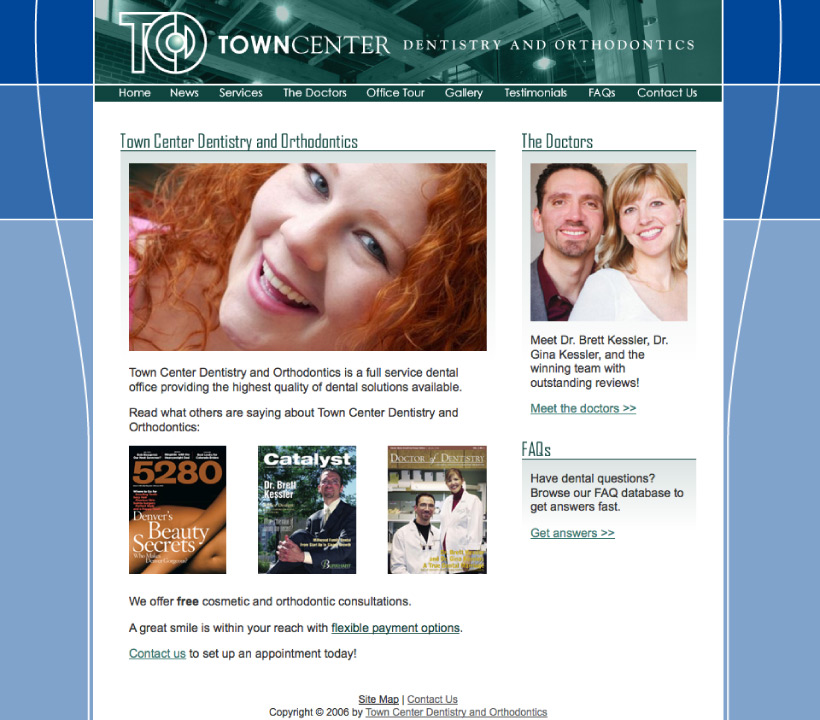 TOWNCENTER DENTISTRY AND ORTHODONTICS
Home News Services The Doctors Office Tour Gallery Testimonials FAQs Contact Us
Town Center Dentistry and Orthodontics
Town Center Dentistry and Orthodontics is a full service dental
office providing the highest quality of dental solutions available.
Read what others are saying about Town Center Dentistry and
Orthodontics:
5280
Denver's
Beauty
Secrets
Catalyst
Dr. Brett
Kessler
DOCTOR of DENTISTRY
We offer free cosmetic and orthodontic consultations.
A great smile is within your reach with flexible payment options.
Contact us to set up an appointment today!
The Doctors
Meet Dr. Brett Kessler, Dr.
Gina Kessler, and the
winning team with
outstanding reviews!
Meet the doctors >>
FAQs
Have dental questions?
Browse our FAQ database to
get answers fast.
Get answers >>
Site Map | Contact Us
Copyright © 2006 by Town Center Dentistry and Orthodontics